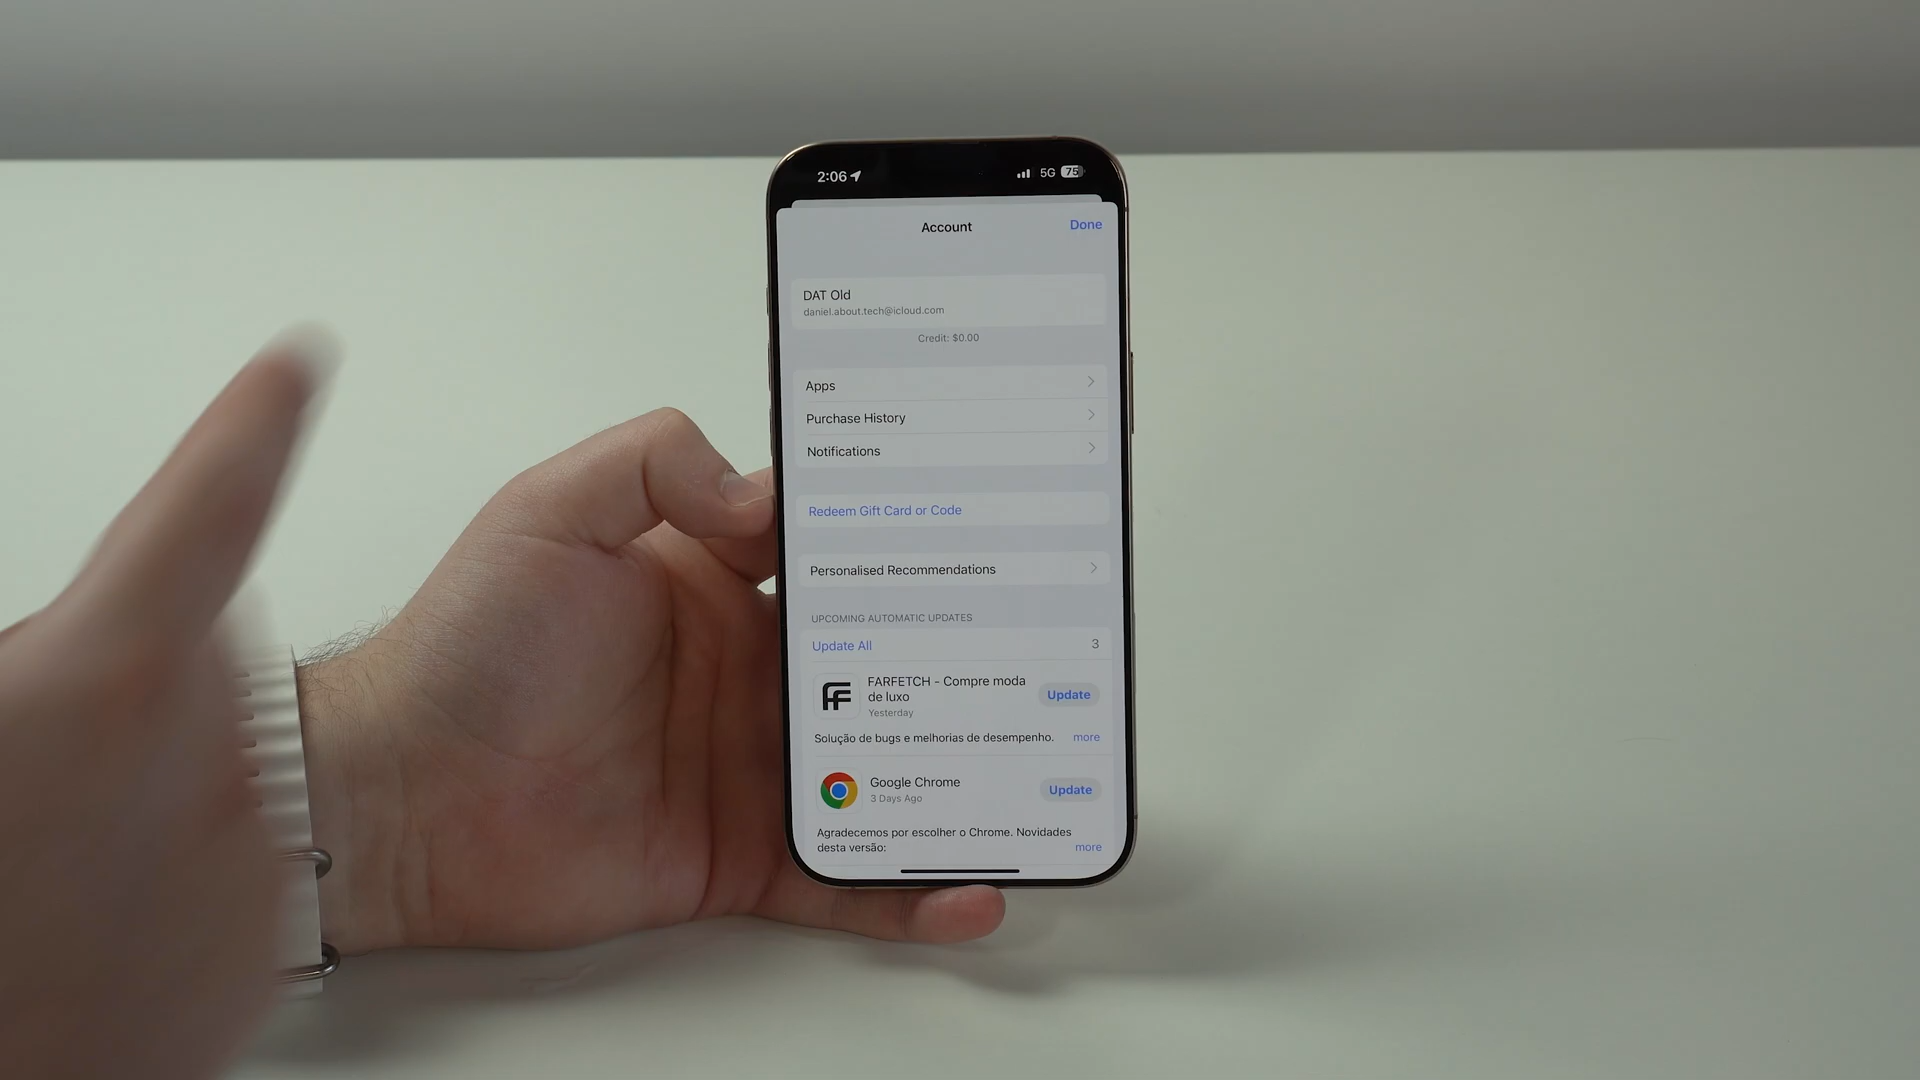 2:06
5G 75
Account
Done
DAT Old
daniel.about.tech@icloud.com
Credit: $0.00
Apps
Purchase History
Notifications
Redeem Gift Card or Code
Personalised Recommendations
UPCOMING AUTOMATIC UPDATES
Update All
3
FARFETCH - Compre moda
de luxo
Yesterday
Update
Solução de bugs e melhorias de desempenho.
more
Google Chrome
3 Days Ago
Update
Agradecemos por escolher o Chrome. Novidades
desta versão:
more